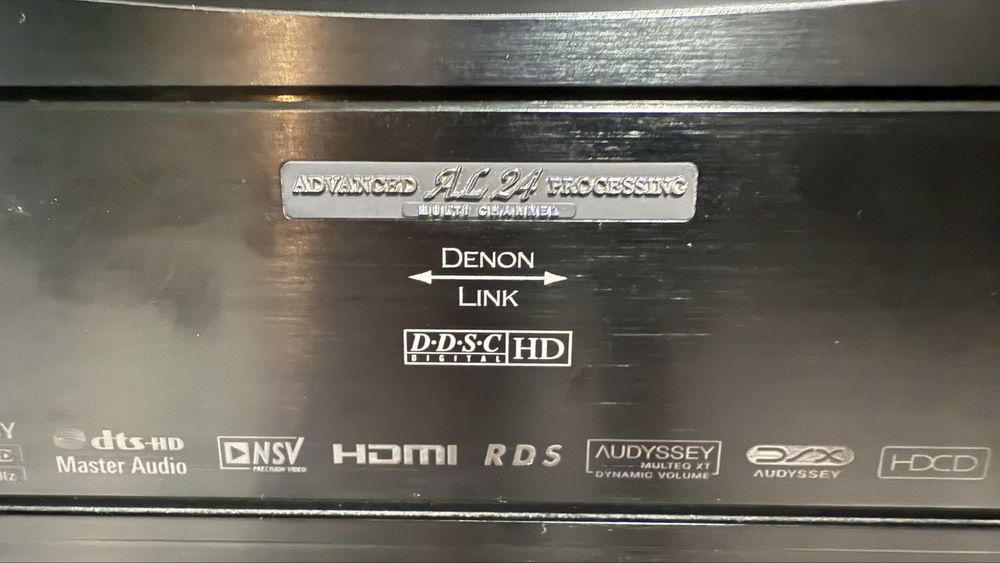 ADVANCED AL 24 PROCESSING
MULTI CHANNEL
DENON
LINK
D·D·S·C HD
DIGITAL
dts-HD
Master Audio
NSV
PRECISION VIDEO
HDMI
RDS
AUDYSSEY
MULTEQ XT
DYNAMIC VOLUME
DSX
AUDYSSEY
HDCD